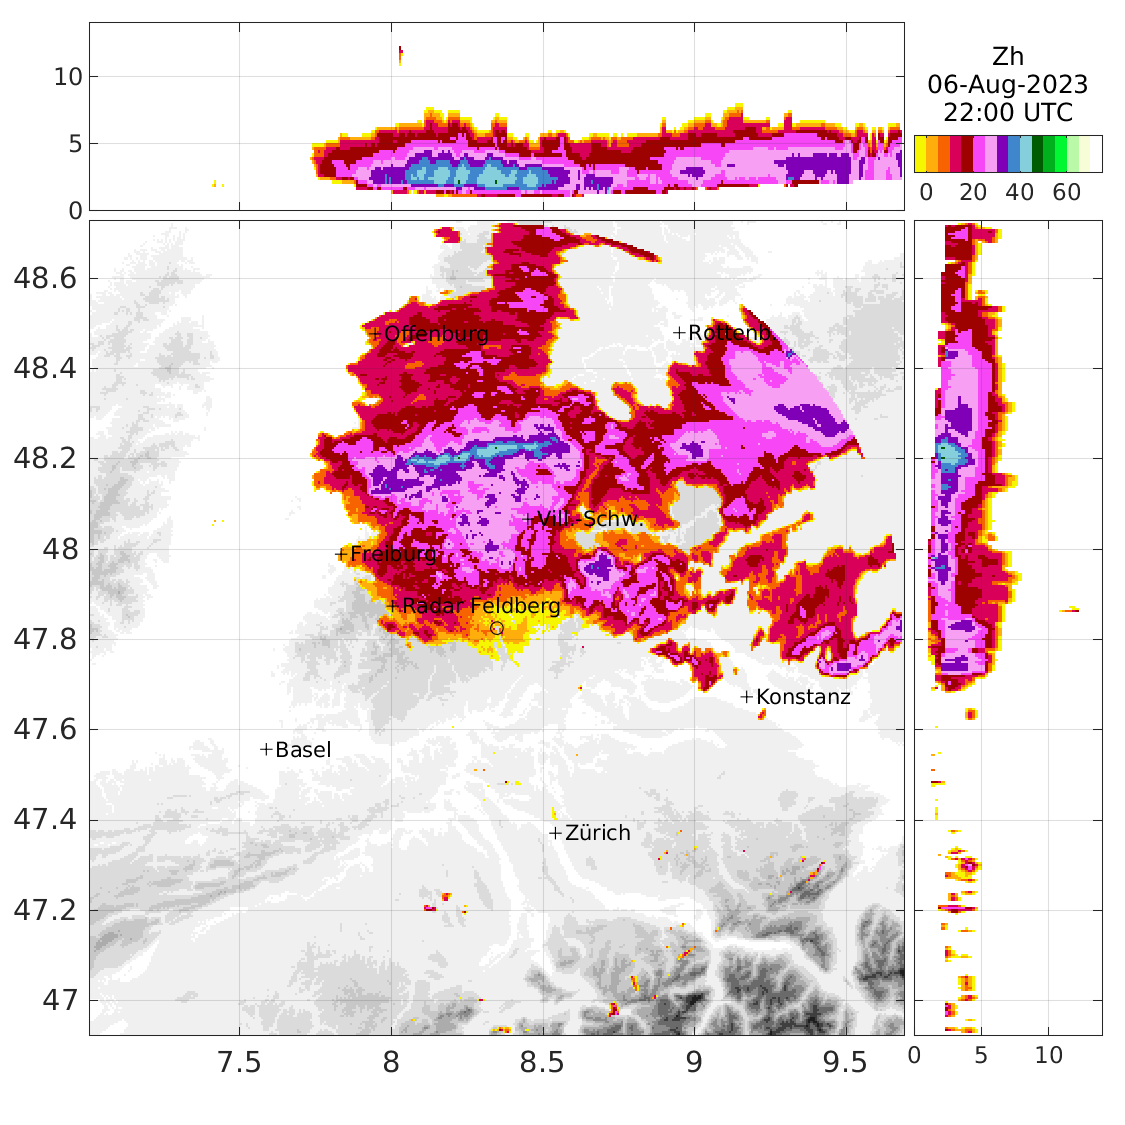 10
5
0
Zh
06-Aug-2023
22:00 UTC
0 20 40 60
48.6
48.4
48.2
48
47.8
47.6
47.4
47.2
47
+Offenburg
+Rottenb.
+Vill.-Schw.
+Freiburg
+Radar Feldberg
+Konstanz
+Basel
+Zürich
7.5 8 8.5 9 9.5
0 5 10